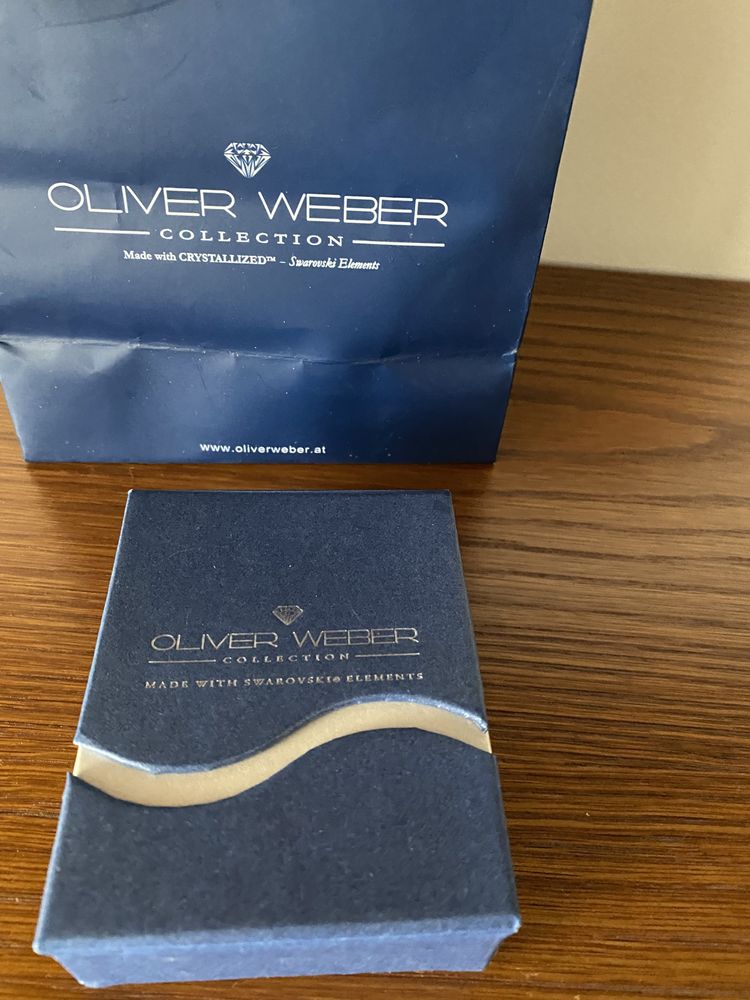 OLIVER WEBER
COLLECTION
Made with CRYSTALLIZED™ – Swarovski Elements
www.oliverweber.at
OLIVER WEBER
COLLECTION
MADE WITH SWAROVSKI® ELEMENTS